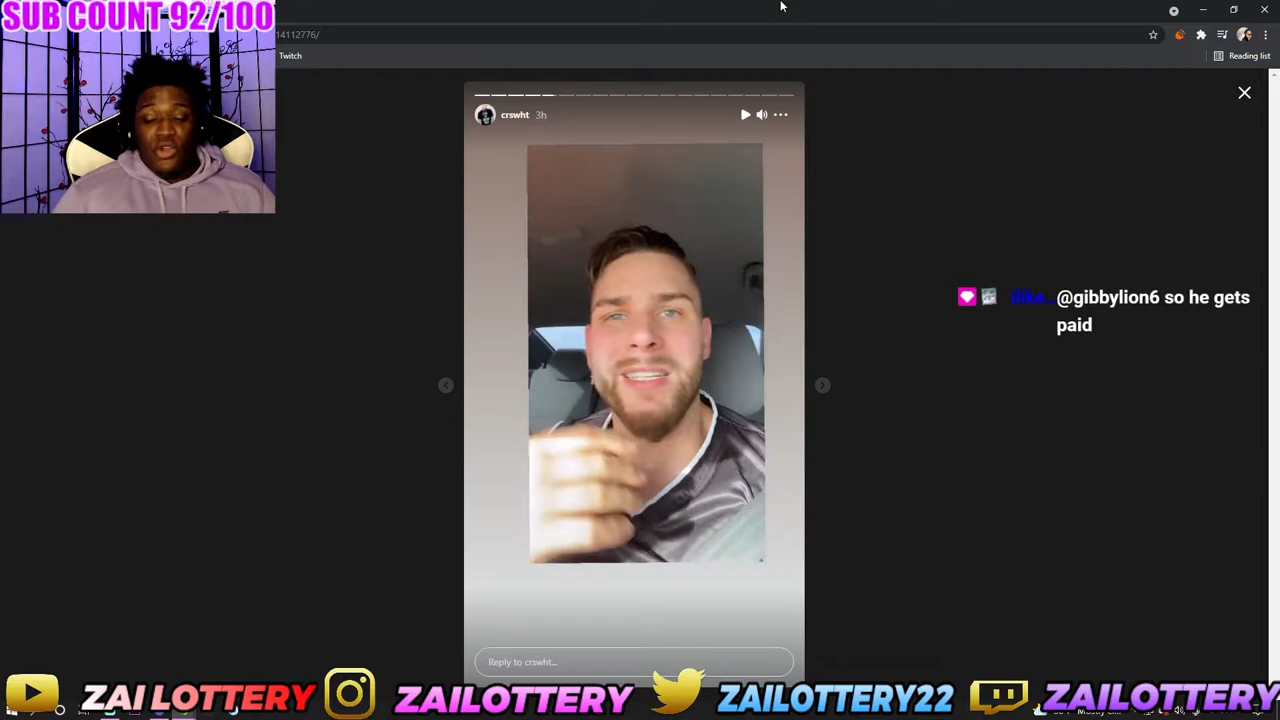 SUB COUNT 92/100
14112776/
Twitch
Reading list
crswht 3h
ilike... @gibbylion6 so he gets
paid
Reply to crswht...
ZAI LOTTERY
ZAILOTTERY
ZAILOTTERY22
ZAILOTTERY